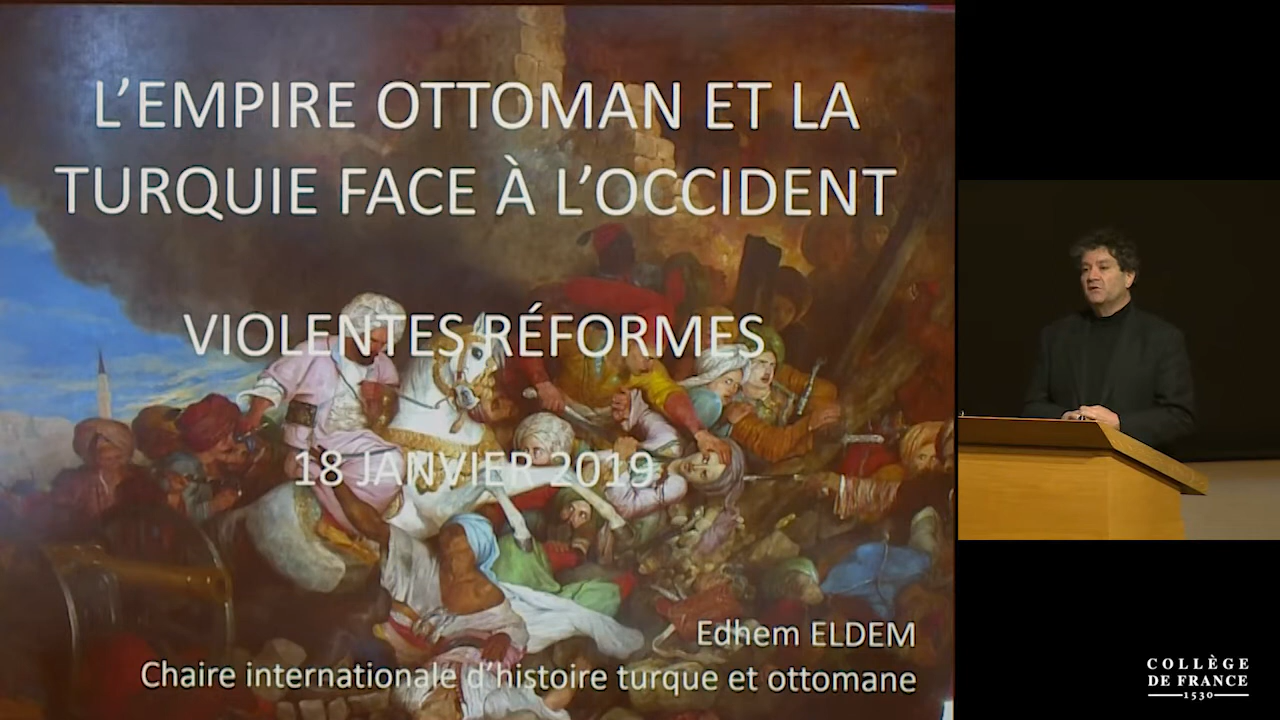 L'EMPIRE OTTOMAN ET LA
TURQUIE FACE À L'OCCIDENT
VIOLENTES RÉFORMES
18 JANVIER 2019
Edhem ELDEM
Chaire internationale d'histoire turque et ottomane
COLLÈGE
DE FRANCE
1530